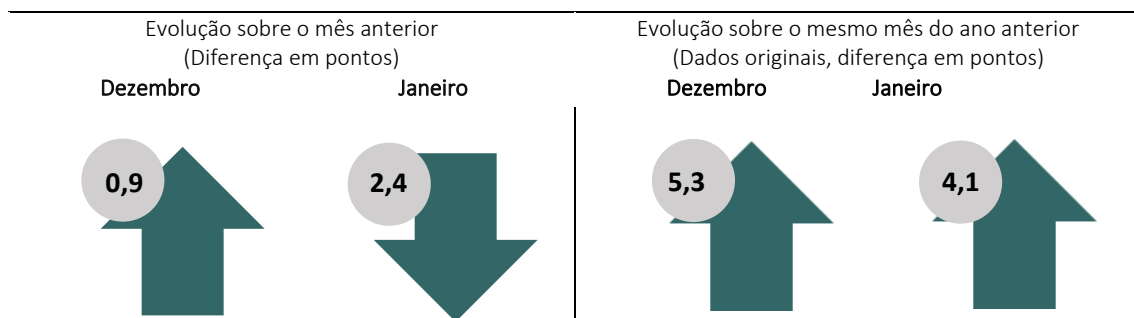 Evolução sobre o mês anterior
(Diferença em pontos)
Dezembro Janeiro
0,9 2,4
Evolução sobre o mesmo mês do ano anterior
(Dados originais, diferença em pontos)
Dezembro Janeiro
5,3 4,1